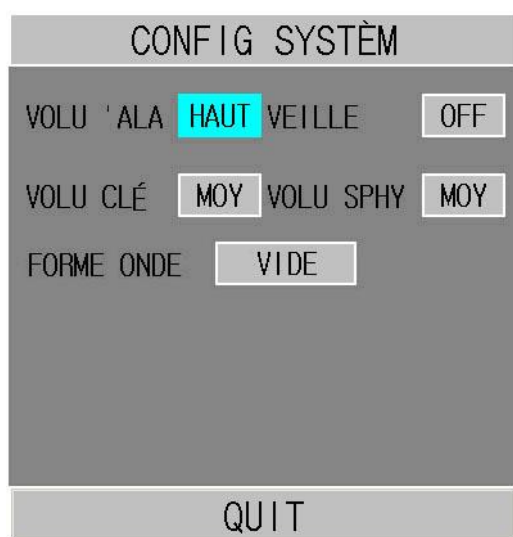 CONFIG SYSTÈM
VOLU 'ALA HAUT VEILLE OFF
VOLU CLÉ MOY VOLU SPHY MOY
FORME ONDE VIDE
QUIT